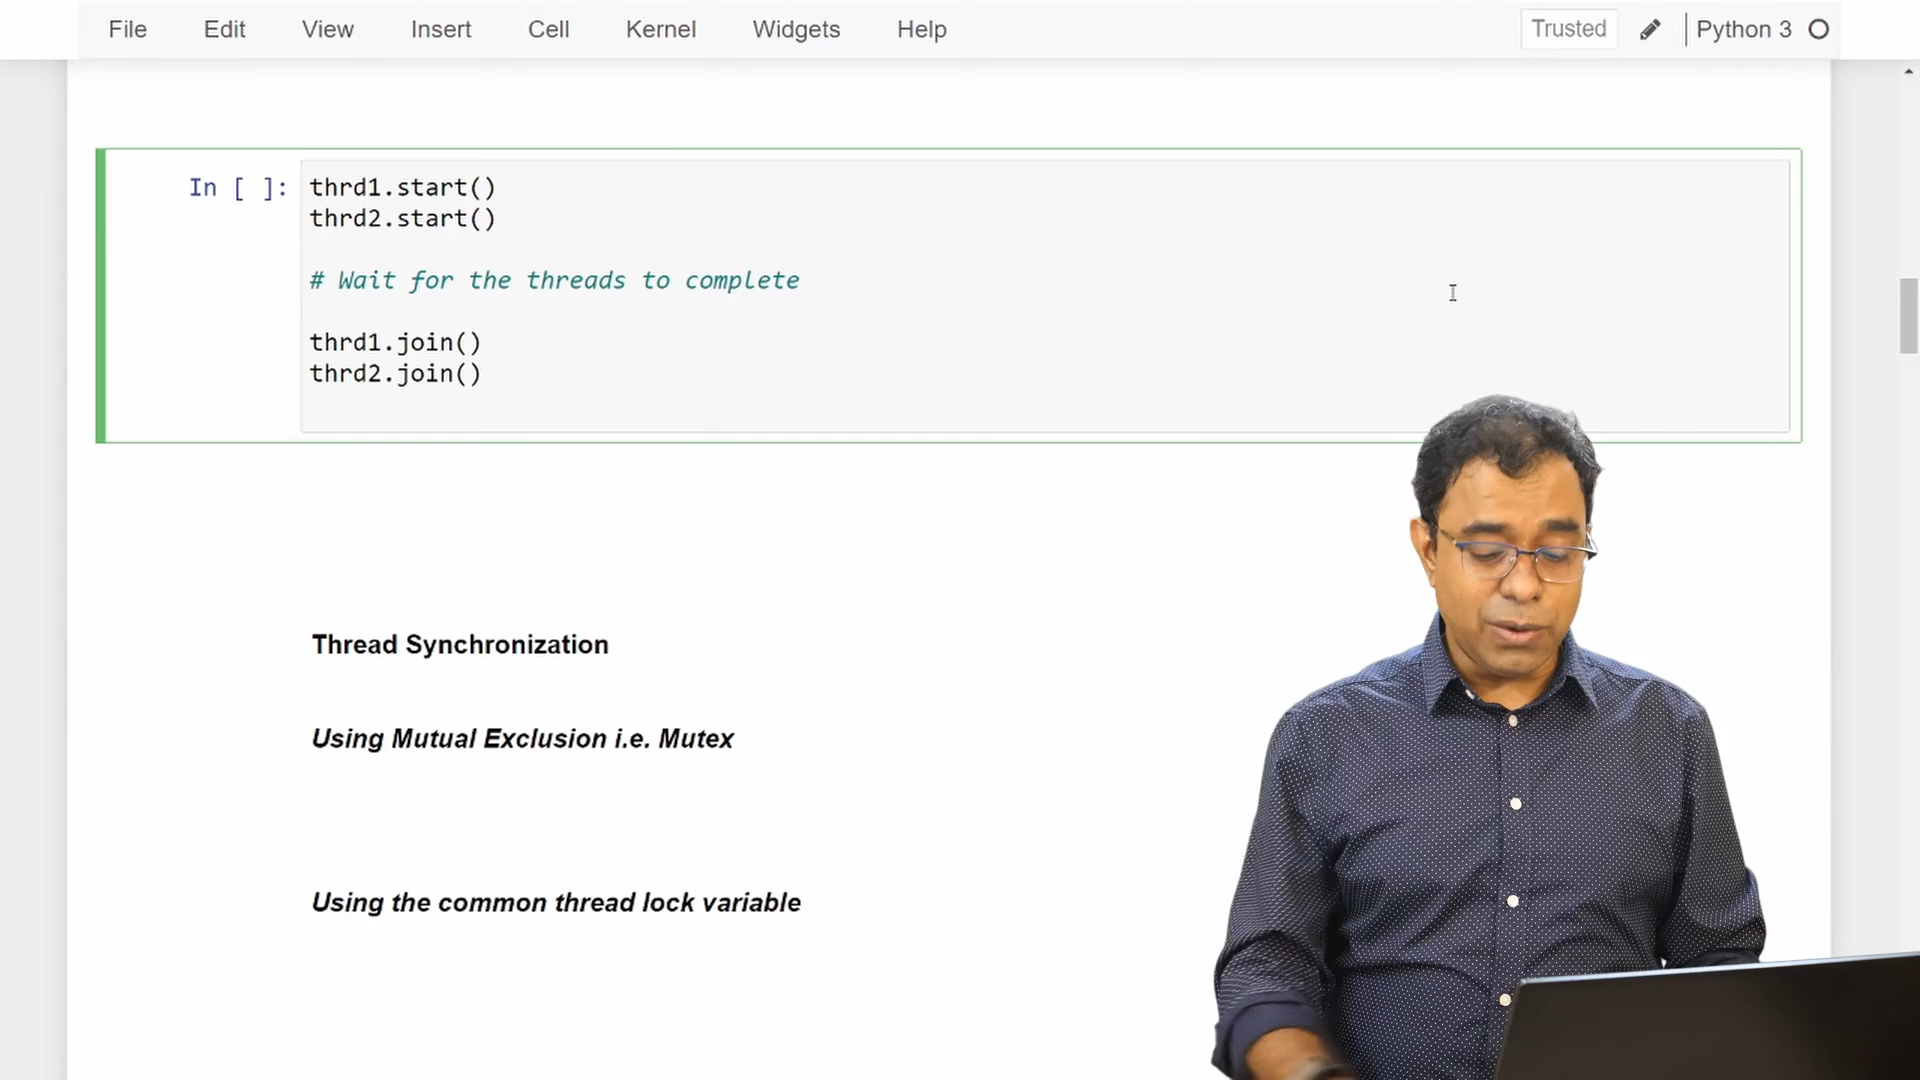 File Edit View Insert Cell Kernel Widgets Help Trusted Python 3
In [ ]: thrd1.start()
thrd2.start()
# Wait for the threads to complete
thrd1.join()
thrd2.join()
Thread Synchronization
Using Mutual Exclusion i.e. Mutex
Using the common thread lock variable